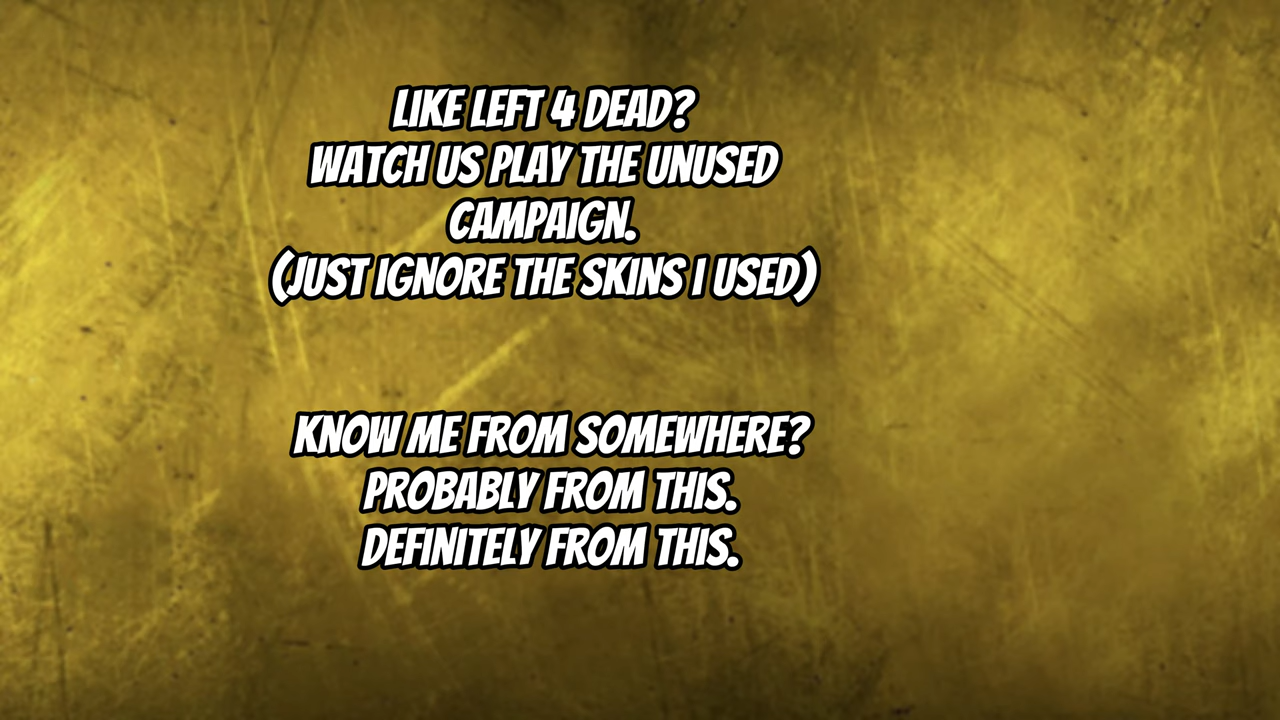 LIKE LEFT 4 DEAD?
WATCH US PLAY THE UNUSED
CAMPAIGN.
(JUST IGNORE THE SKINS I USED)
KNOW ME FROM SOMEWHERE?
PROBABLY FROM THIS.
DEFINITELY FROM THIS.